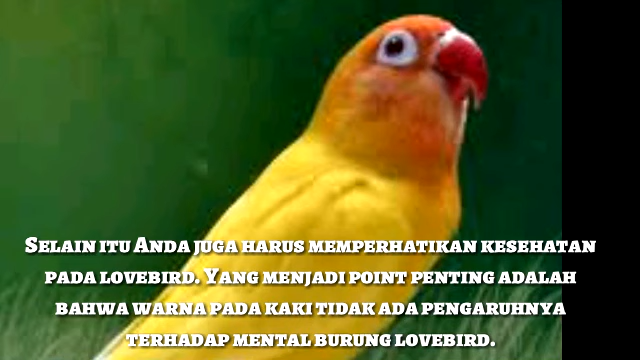 Selain itu Anda juga harus memperhatikan kesehatan
pada lovebird. Yang menjadi point penting adalah
bahwa warna pada kaki tidak ada pengaruhnya
terhadap mental burung lovebird.